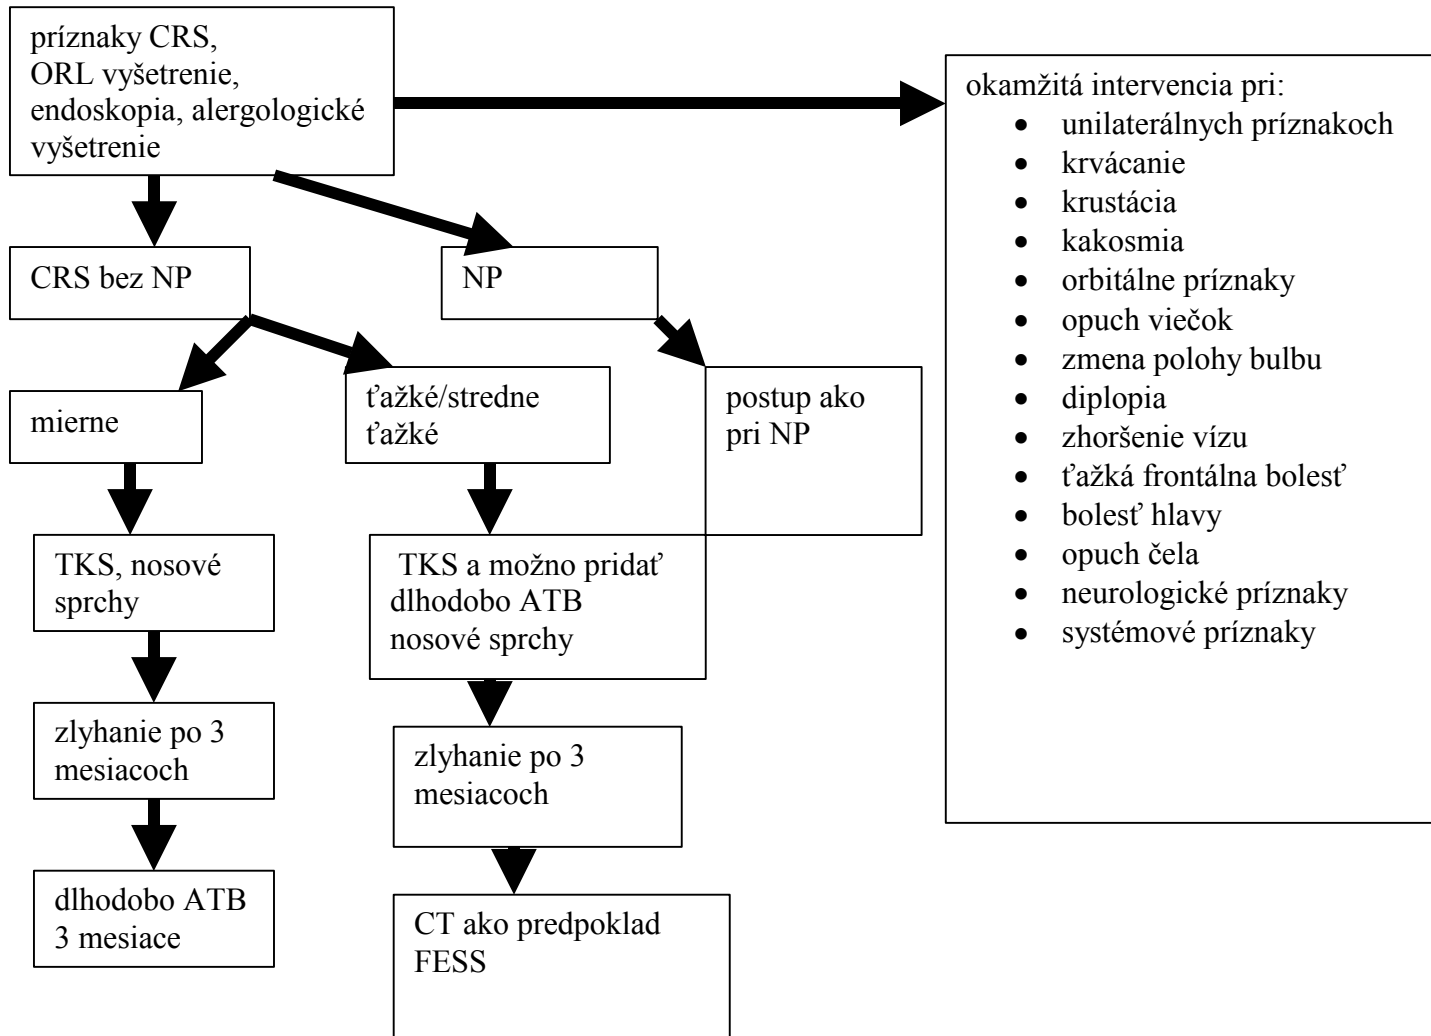 príznaky CRS,
ORL vyšetrenie,
endoskopia, alergologické
vyšetrenie
okamžitá intervencia pri:
• unilaterálnych príznakoch
• krvácanie
• krustácia
• kakosmia
• orbitálne príznaky
• opuch viečok
• zmena polohy bulbu
• diplopia
• zhoršenie vízu
• ťažká frontálna bolesť
• bolesť hlavy
• opuch čela
• neurologické príznaky
• systémové príznaky
CRS bez NP
NP
mierne
ťažké/stredne
ťažké
postup ako
pri NP
TKS, nosové
sprchy
TKS a možno pridať
dlhodobo ATB
nosové sprchy
zlyhanie po 3
mesiacoch
zlyhanie po 3
mesiacoch
dlhodobo ATB
3 mesiace
CT ako predpoklad
FESS